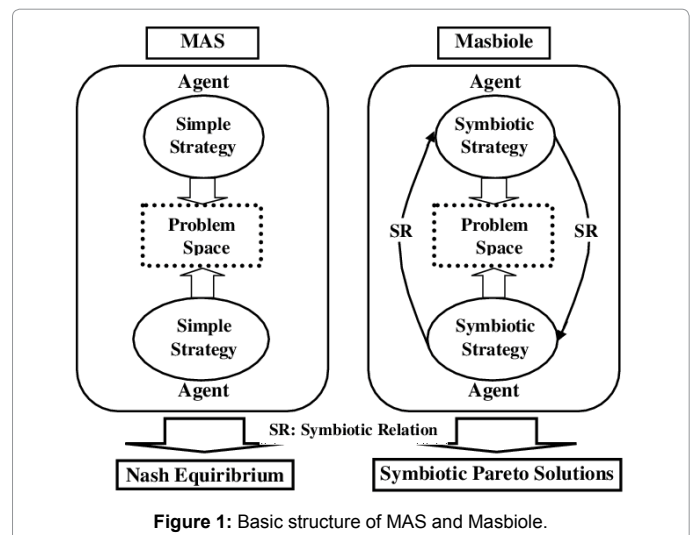 MAS
Agent
Simple
Strategy
Problem
Space
Simple
Strategy
Agent
Masbiole
Agent
Symbiotic
Strategy
SR
Problem
Space
SR
Symbiotic
Strategy
Agent
SR: Symbiotic Relation
Nash Equiribrium
Symbiotic Pareto Solutions
Figure 1: Basic structure of MAS and Masbiole.